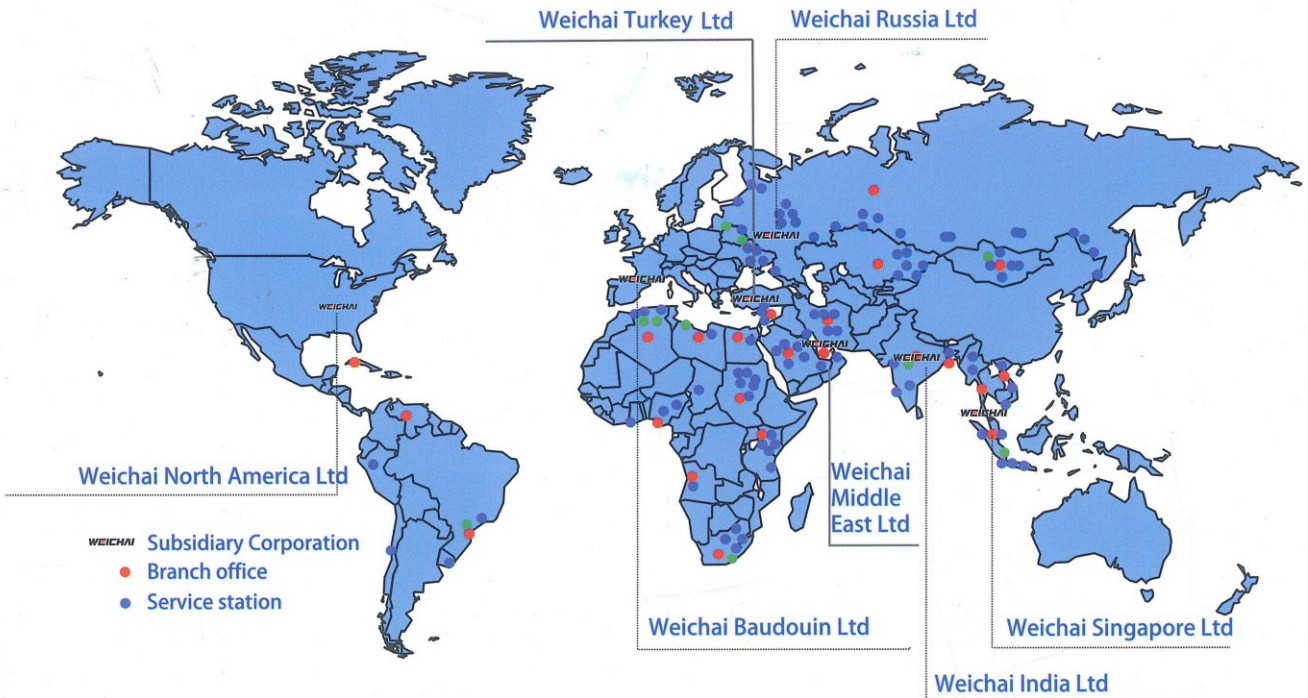 Weichai Turkey Ltd
Weichai Russia Ltd
WEICHAI
WEICHAI
WEICHAI
WEICHAI
WEICHAI
WEICHAI
WEICHAI
Weichai North America Ltd
Weichai
Middle
East Ltd
WEICHAI Subsidiary Corporation
Branch office
Service station
Weichai Baudouin Ltd
Weichai Singapore Ltd
Weichai India Ltd